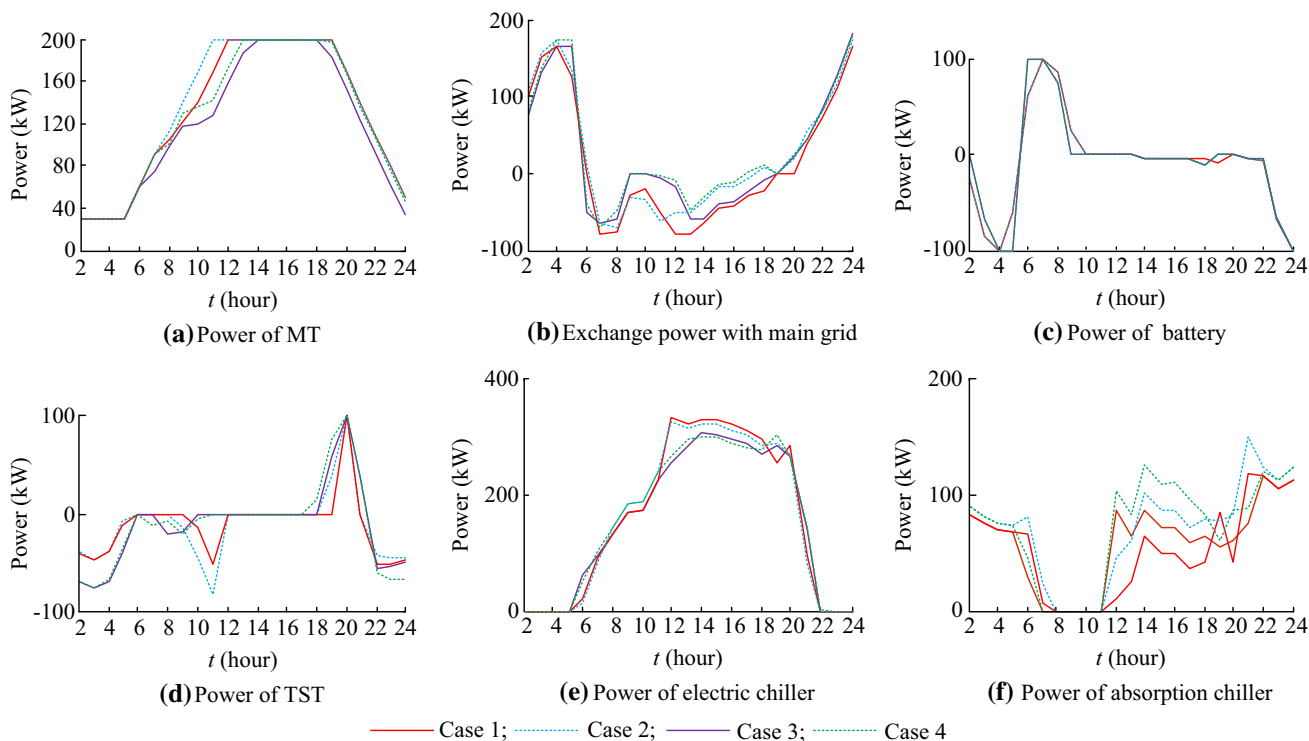 200
160
120
80
40
0
Power (kW)
2 4 6 8 10 12 14 16 18 20 22 24
t (hour)
(a) Power of MT
200
100
0
-100
Power (kW)
2 4 6 8 10 12 14 16 18 20 22 24
t (hour)
(b) Exchange power with main grid
100
0
-100
Power (kW)
2 4 6 8 10 12 14 16 18 20 22 24
t (hour)
(c) Power of battery
100
0
-100
Power (kW)
2 4 6 8 10 12 14 16 18 20 22 24
t (hour)
(d) Power of TST
400
200
0
Power (kW)
2 4 6 8 10 12 14 16 18 20 22 24
t (hour)
(e) Power of electric chiller
200
100
0
Power (kW)
2 4 6 8 10 12 14 16 18 20 22 24
t (hour)
(f) Power of absorption chiller
Case 1; Case 2; Case 3; Case 4